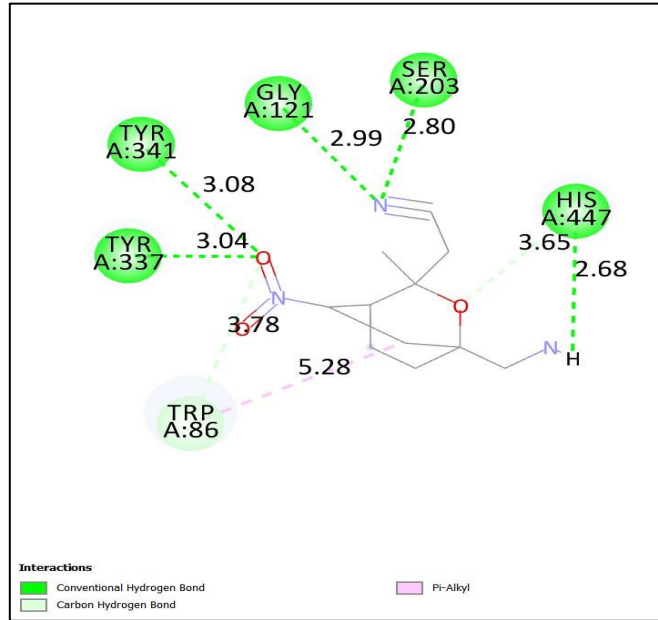 SER
A:203
GLY
A:121
2.80
2.99
TYR
A:341
3.08
HIS
A:447
N
3.65
2.68
TYR
A:337
3.04
O
N
O
O
3.78
5.28
N
H
TRP
A:86
Interactions
Conventional Hydrogen Bond
Carbon Hydrogen Bond
Pi-Alkyl